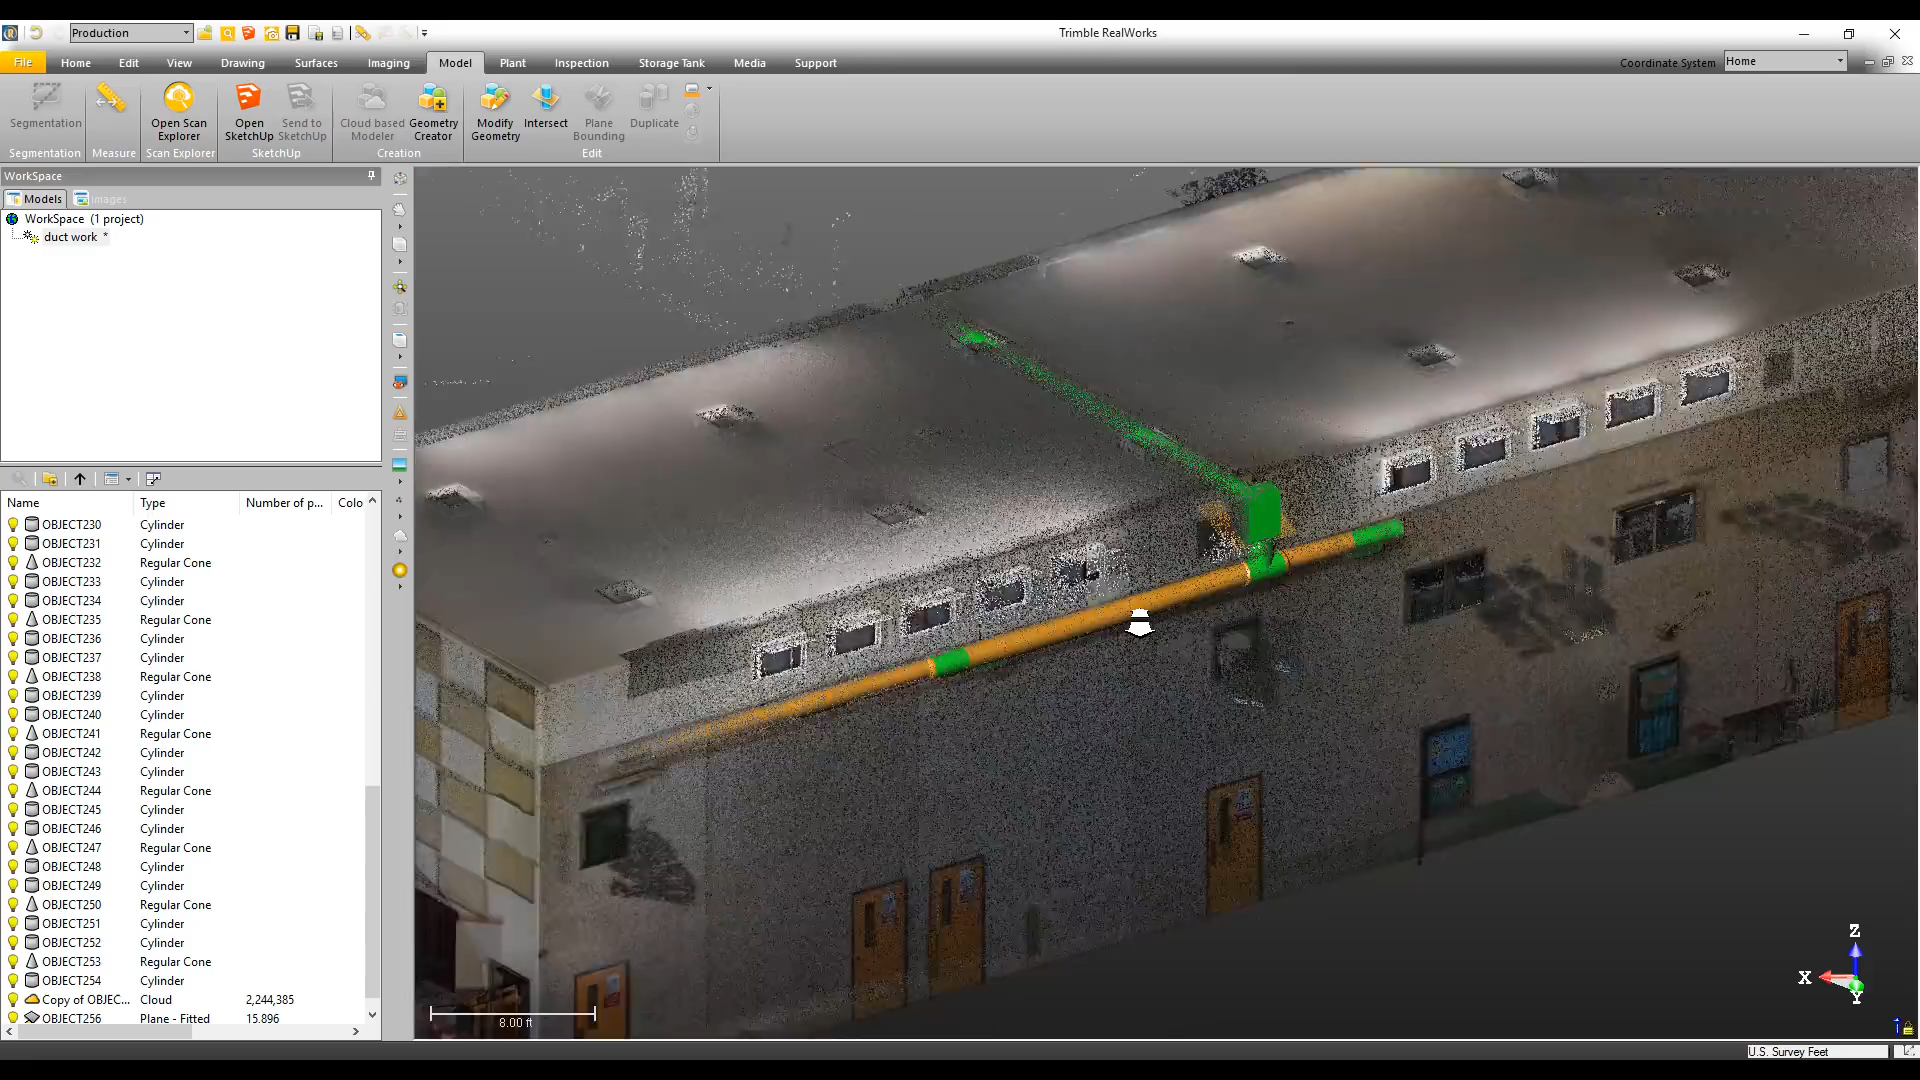 Production
Trimble RealWorks
File Home Edit View Drawing Surfaces Imaging Model Plant Inspection Storage Tank Media Support
Coordinate System Home
Segmentation
Open Scan Explorer
Open SketchUp
Send to SketchUp
Cloud based Modeler
Geometry Creator
Modify Geometry
Intersect
Plane Bounding
Duplicate
Segmentation Measure Scan Explorer SketchUp Creation Edit
WorkSpace
Models Images
WorkSpace (1 project)
duct work *
Name Type Number of p... Colo
OBJECT230 Cylinder
OBJECT231 Cylinder
OBJECT232 Regular Cone
OBJECT233 Cylinder
OBJECT234 Cylinder
OBJECT235 Regular Cone
OBJECT236 Cylinder
OBJECT237 Cylinder
OBJECT238 Regular Cone
OBJECT239 Cylinder
OBJECT240 Cylinder
OBJECT241 Regular Cone
OBJECT242 Cylinder
OBJECT243 Cylinder
OBJECT244 Regular Cone
OBJECT245 Cylinder
OBJECT246 Cylinder
OBJECT247 Regular Cone
OBJECT248 Cylinder
OBJECT249 Cylinder
OBJECT250 Regular Cone
OBJECT251 Cylinder
OBJECT252 Cylinder
OBJECT253 Regular Cone
OBJECT254 Cylinder
Copy of OBJEC... Cloud 2,244,385
OBJECT256 Plane - Fitted 15.896
8.00 ft
Z
X
Y
U.S. Survey Feet